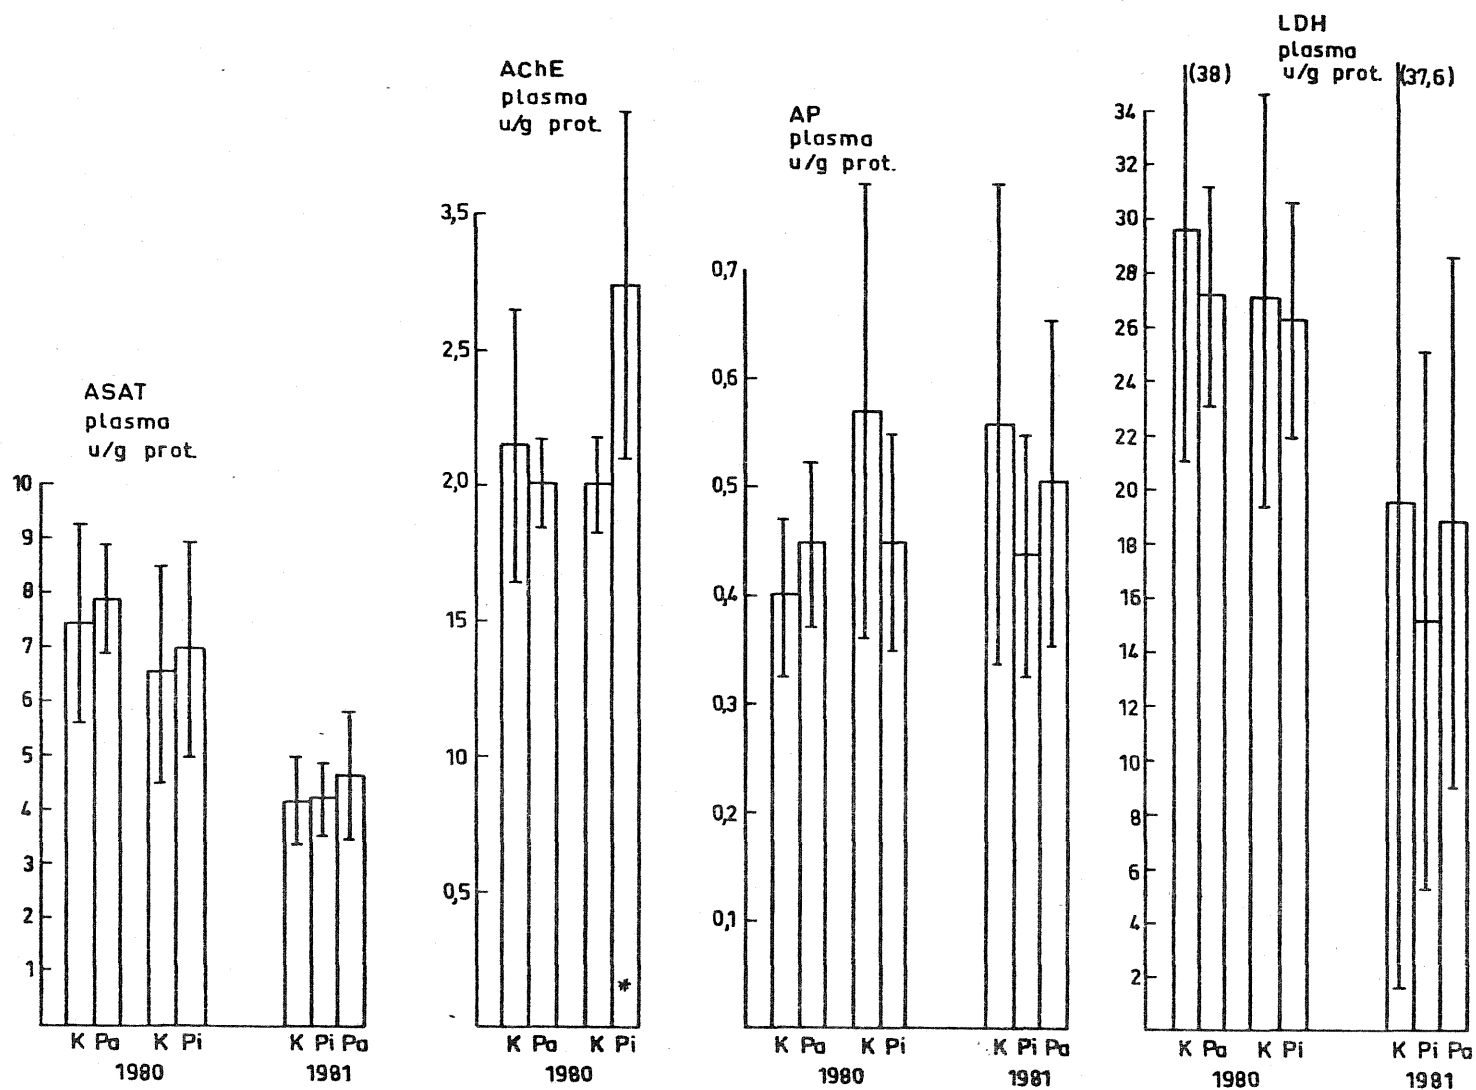 ASAT
plasma
u/g prot.
10
9
8
7
6
5
4
3
2
1
K Pa K Pi K Pi Pa
1980 1981
AChE
plasma
u/g prot.
3,5
2,5
2,0
15
10
0,5
*
K Pa K Pi
1980
AP
plasma
u/g prot.
0,7
0,6
0,5
0,4
0,3
0,2
0,1
K Pa K Pi K Pi Pa
1980 1981
LDH
plasma
u/g prot.
(38) (37,6)
34
32
30
28
26
24
22
20
18
16
14
12
10
8
6
4
2
K Pa K Pi K Pi Pa
1980 1981